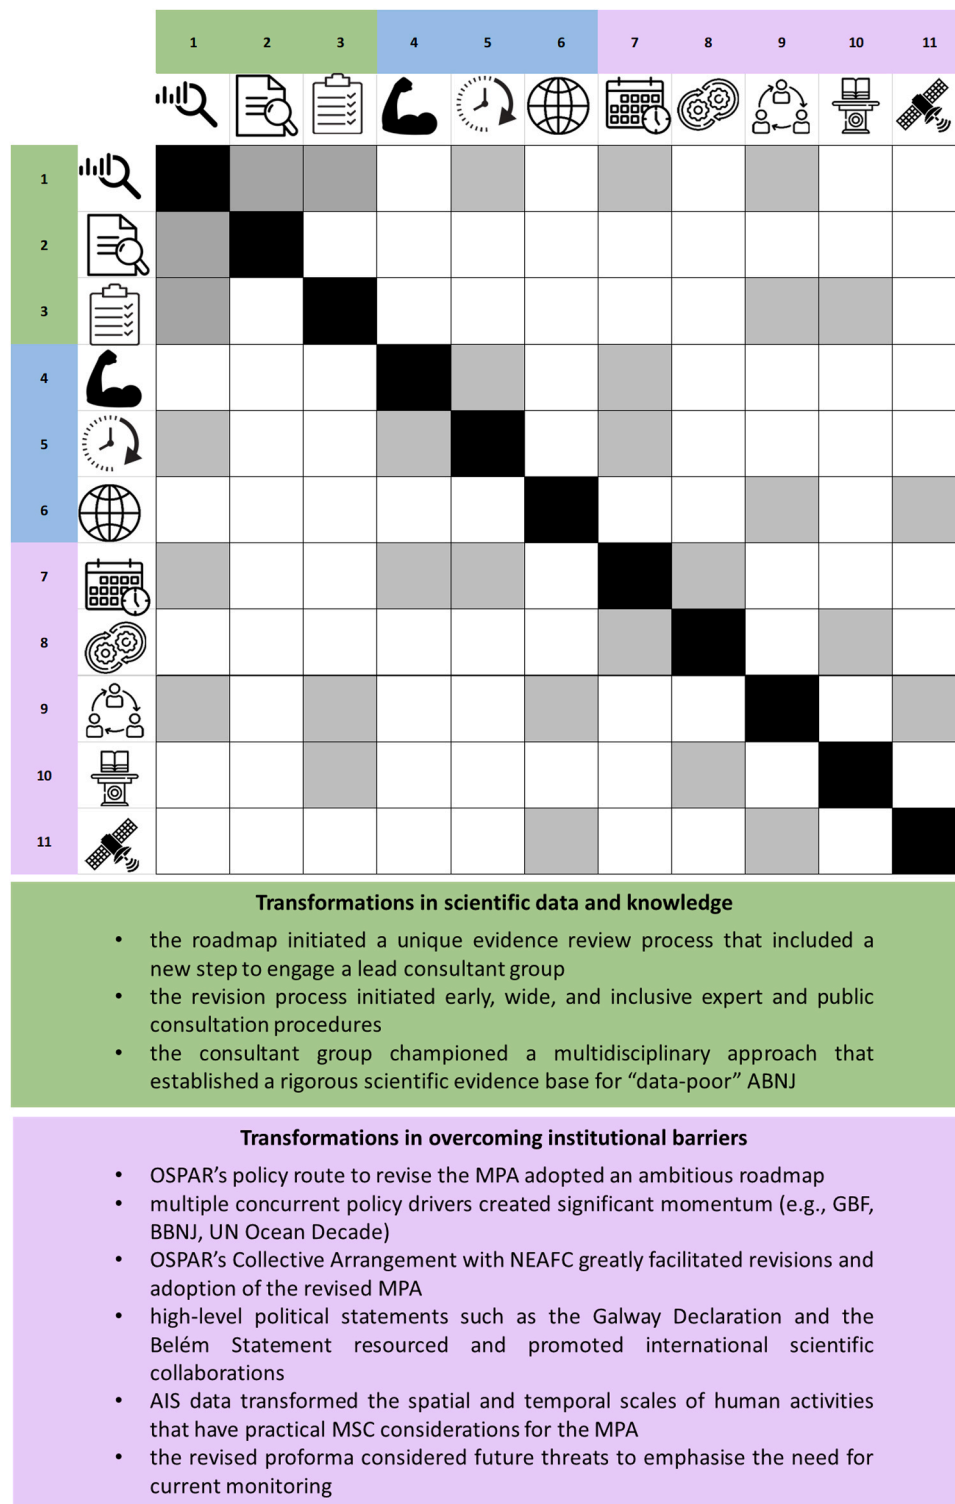 1 2 3 4 5 6 7 8 9 10 11
1
2
3
4
5
6
7
8
9
10
11
Transformations in scientific data and knowledge
• the roadmap initiated a unique evidence review process that included a
new step to engage a lead consultant group
• the revision process initiated early, wide, and inclusive expert and public
consultation procedures
• the consultant group championed a multidisciplinary approach that
established a rigorous scientific evidence base for “data-poor” ABNJ
Transformations in overcoming institutional barriers
• OSPAR’s policy route to revise the MPA adopted an ambitious roadmap
• multiple concurrent policy drivers created significant momentum (e.g., GBF,
BBNJ, UN Ocean Decade)
• OSPAR’s Collective Arrangement with NEAFC greatly facilitated revisions and
adoption of the revised MPA
• high-level political statements such as the Galway Declaration and the
Belém Statement resourced and promoted international scientific
collaborations
• AIS data transformed the spatial and temporal scales of human activities
that have practical MSC considerations for the MPA
• the revised proforma considered future threats to emphasise the need for
current monitoring